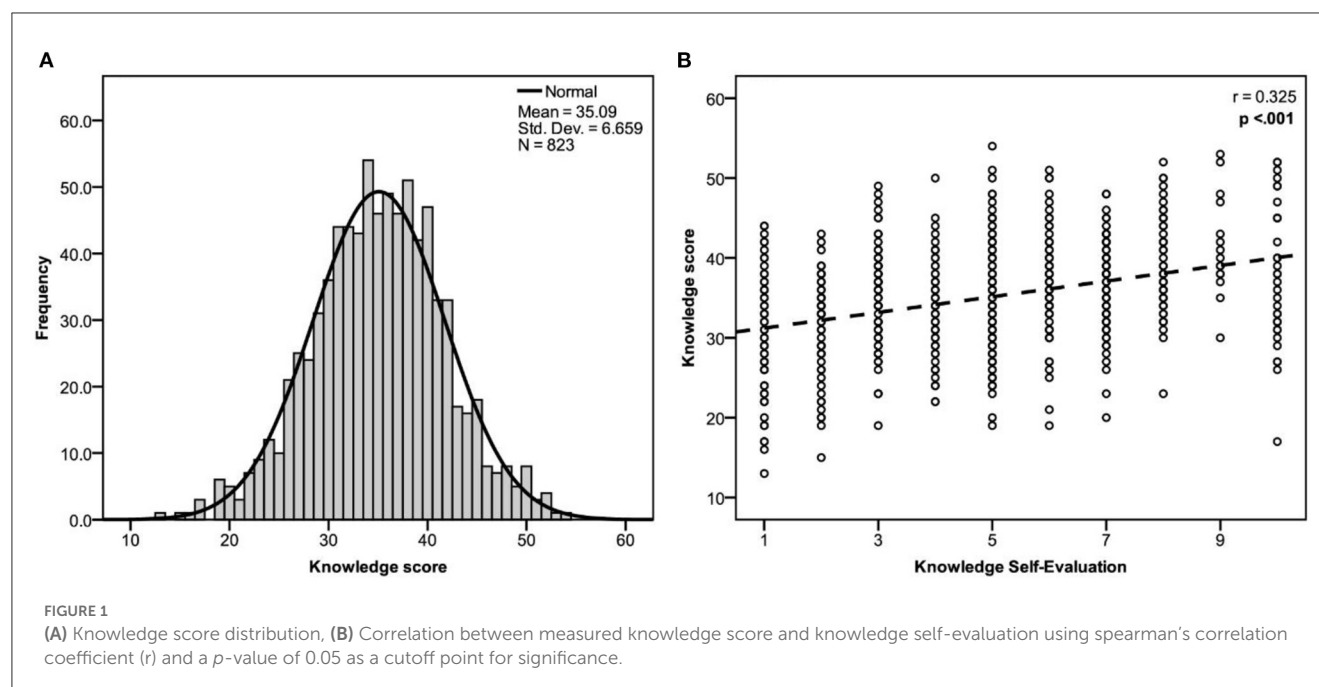 A
Normal
Mean = 35.09
Std. Dev. = 6.659
N = 823
60.0
50.0
40.0
30.0
20.0
10.0
0.0
Frequency
10 20 30 40 50 60
Knowledge score
B
r = 0.325
p <.001
60
50
40
30
20
10
Knowledge score
1 3 5 7 9
Knowledge Self-Evaluation
FIGURE 1
(A) Knowledge score distribution, (B) Correlation between measured knowledge score and knowledge self-evaluation using spearman’s correlation
coefficient (r) and a p-value of 0.05 as a cutoff point for significance.